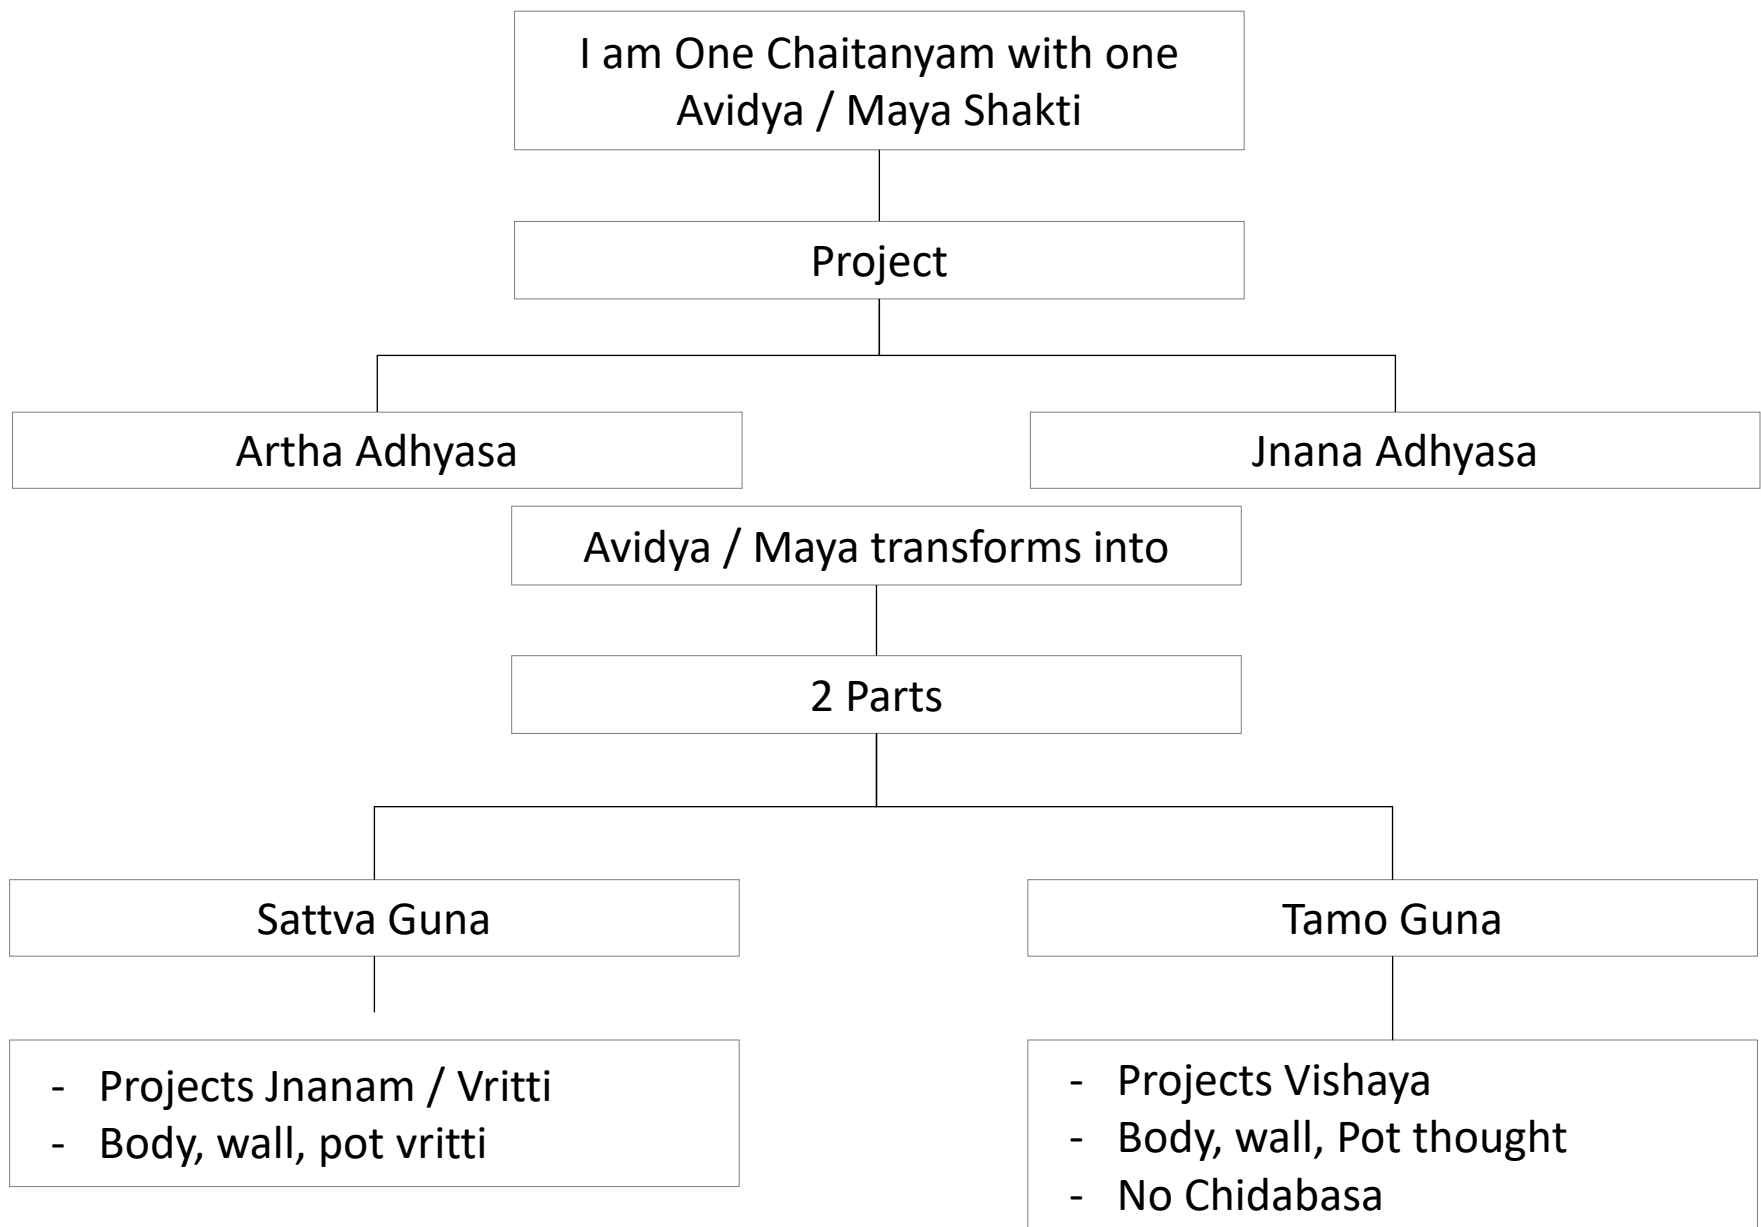 I am One Chaitanyam with one
Avidya / Maya Shakti
Project
Artha Adhyasa
Jnana Adhyasa
Avidya / Maya transforms into
2 Parts
Sattva Guna
Tamo Guna
- Projects Jnanam / Vritti
- Body, wall, pot vritti
- Projects Vishaya
- Body, wall, Pot thought
- No Chidabasa